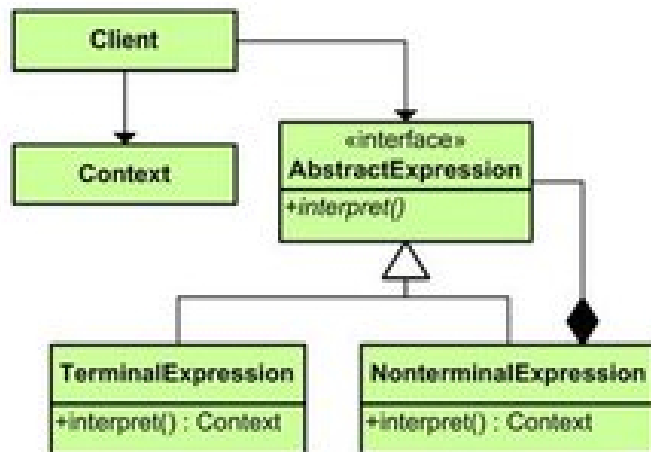 Client
Context
«interface»
AbstractExpression
+interpret()
TerminalExpression
+interpret() : Context
NonterminalExpression
+interpret() : Context